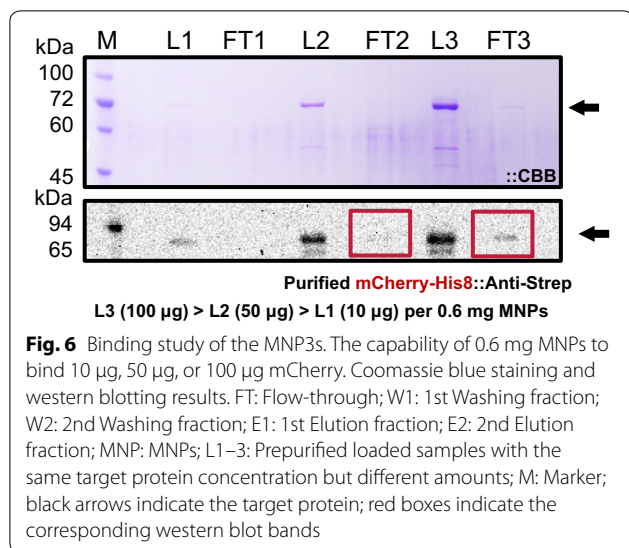 kDa M L1 FT1 L2 FT2 L3 FT3
100
72
60
45
::CBB
kDa
94
65
Purified mCherry-His8::Anti-Strep
L3 (100 µg) > L2 (50 µg) > L1 (10 µg) per 0.6 mg MNPs
Fig. 6 Binding study of the MNP3s. The capability of 0.6 mg MNPs to
bind 10 µg, 50 µg, or 100 µg mCherry. Coomassie blue staining and
western blotting results. FT: Flow-through; W1: 1st Washing fraction;
W2: 2nd Washing fraction; E1: 1st Elution fraction; E2: 2nd Elution
fraction; MNP: MNPs; L1–3: Prepurified loaded samples with the
same target protein concentration but different amounts; M: Marker;
black arrows indicate the target protein; red boxes indicate the
corresponding western blot bands